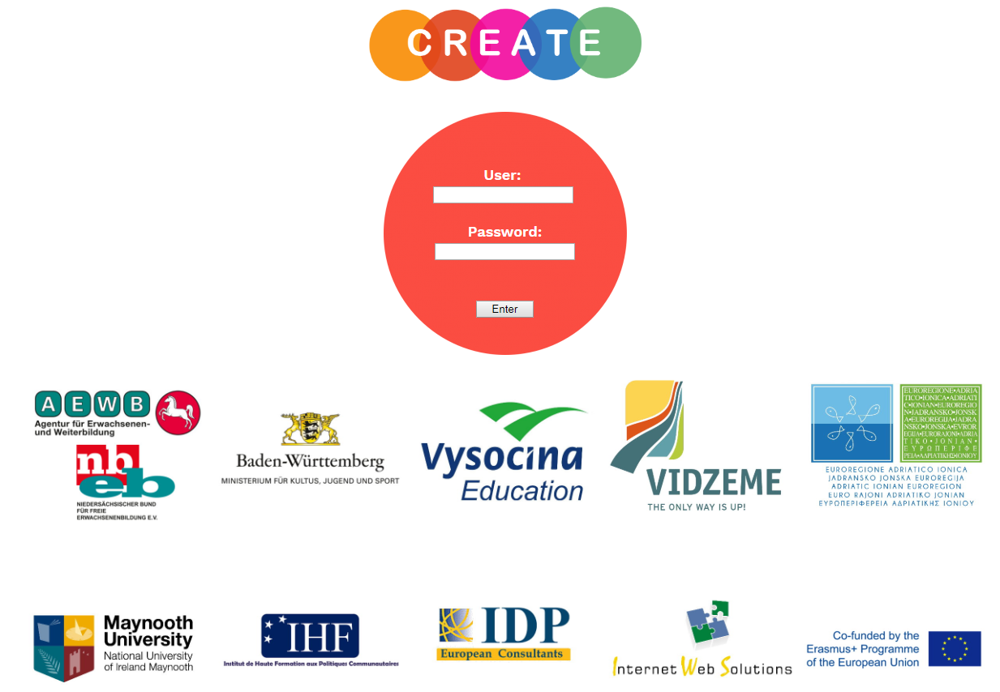 CREATE
User:
Password:
Enter
AEWB
Agentur für Erwachsenen-
und Weiterbildung
nb
eb
NIEDERSÄCHSISCHER BUND
FÜR FREIE
ERWACHSENENBILDUNG E.V.
Baden-Württemberg
MINISTERIUM FÜR KULTUS, JUGEND UND SPORT
Vysocina
Education
VIDZEME
THE ONLY WAY IS UP!
EUROREGIONE ADRIA
TICO•IONICA•ADRIATI
C•IONIAN•EUROREGIO
N•JADRANSKO•JONSK
A•EUROREGIJA•JADRA
NSKO•JONSKA•EVROR
EGIJA•EURORAJONI•ADRIA
TIKO•JONIAN•
ΕΥΡΩΠΕΡΙΦΕ
ΡΕΙΑ•ΑΔΡΙΑΤΙΚΗΣ•ΙΟΝΙΟΥ
EUROREGIONE ADRIATICO IONICA
JADRANSKO JONSKA EUROREGIJA
ADRIATIC IONIAN EUROREGION
EURO RAJONI ADRIATIKO JONIAN
ΕΥΡΩΠΕΡΙΦΕΡΕΙΑ ΑΔΡΙΑΤΙΚΗΣ ΙΟΝΙΟΥ
Maynooth
University
National University
of Ireland Maynooth
IHF
Institut de Haute Formation aux Politiques Communautaires
IDP
European Consultants
Internet Web Solutions
Co-funded by the
Erasmus+ Programme
of the European Union